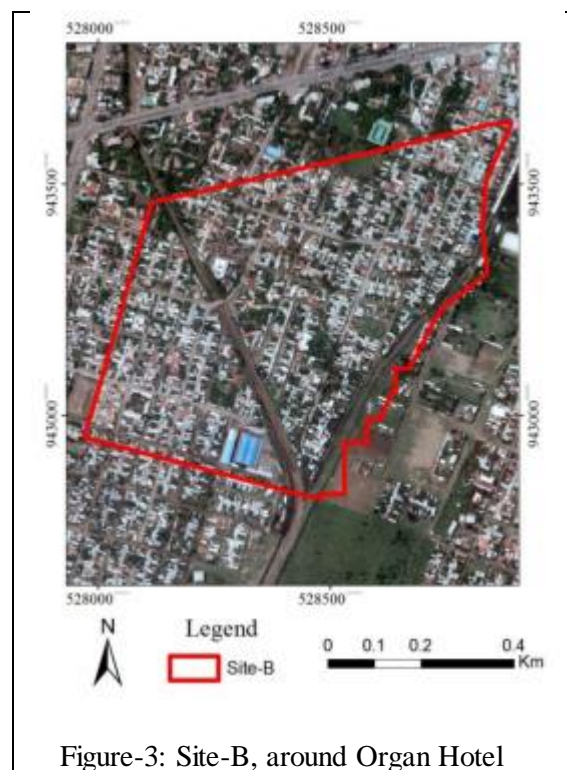 528000 528500
943500 943500
943000 943000
528000 528500
N Legend
Site-B
0 0.1 0.2 0.4
Km
Figure-3: Site-B, around Organ Hotel